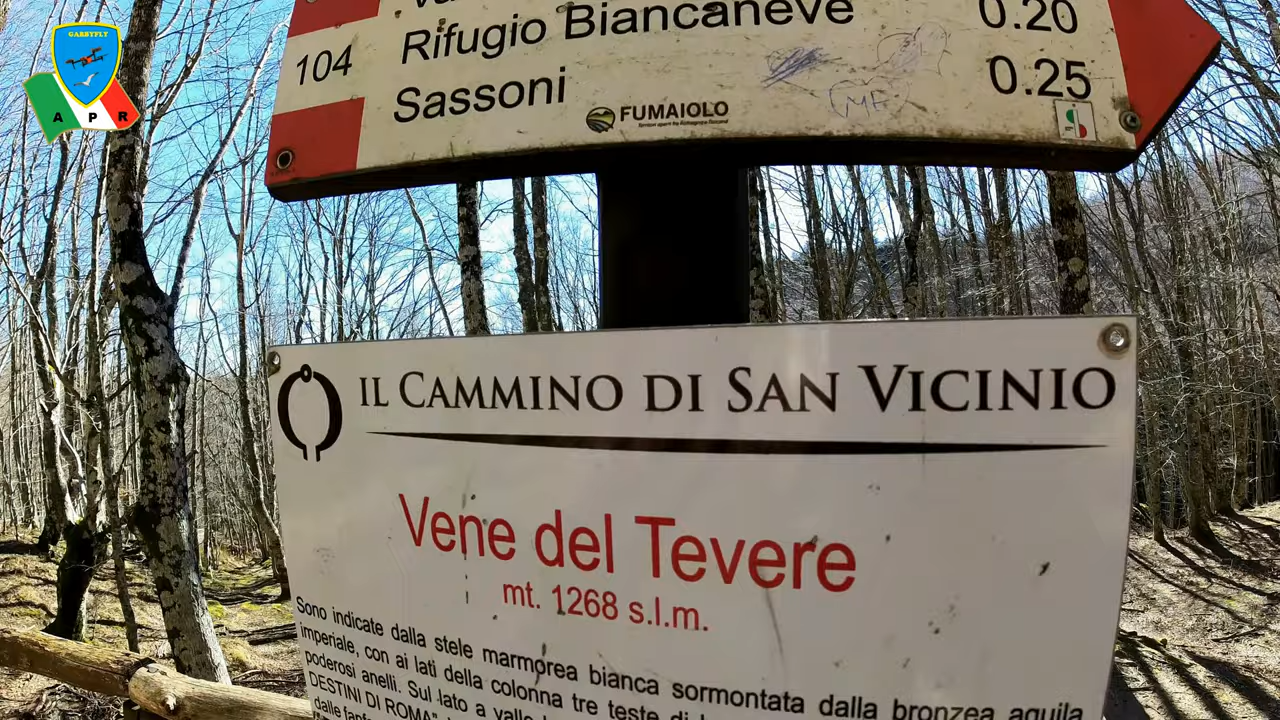 GARBYFLY
A P R
0.20
104
Rifugio Biancaneve
Sassoni
0.25
MF
FUMAIOLO
IL CAMMINO DI SAN VICINIO
Vene del Tevere
mt. 1268 s.l.m.
Sono indicate dalla stele marmorea bianca sormontata dalla bronzea aquila
imperiale, con ai lati della colonna tre teste di
poderosi anelli. Sul lato a valle
DESTINI DI ROMA"
dalle